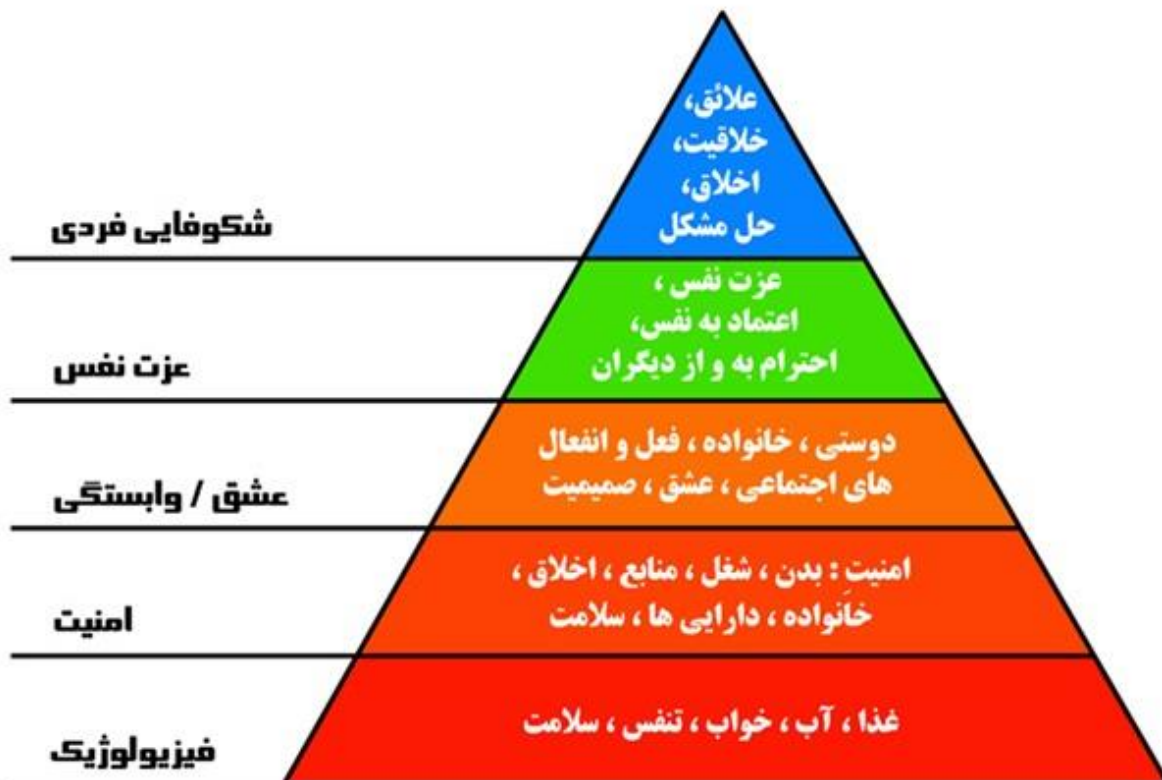 علائق،
خلاقیت،
اخلاق،
حل مشکل
شکوفایی فردی
عزت نفس ،
اعتماد به نفس،
احترام به و از دیگران
عزت نفس
دوستی ، خانواده ، فعل و انفعال
های اجتماعی ، عشق ، صمیمیت
عشق / وابستگی
امنیتِ : بدن ، شغل ، منابع ، اخلاق ،
خانواده ، دارایی ها ، سلامت
امنیت
غذا ، آب ، خواب ، تنفس ، سلامت
فیزیولوژیک